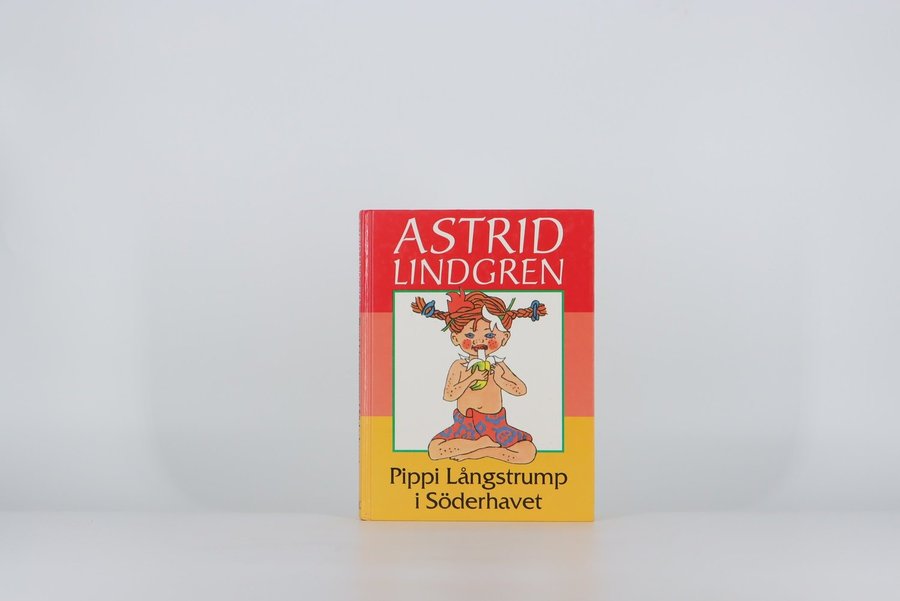 ASTRID
LINDGREN
Pippi Långstrump
i Söderhavet